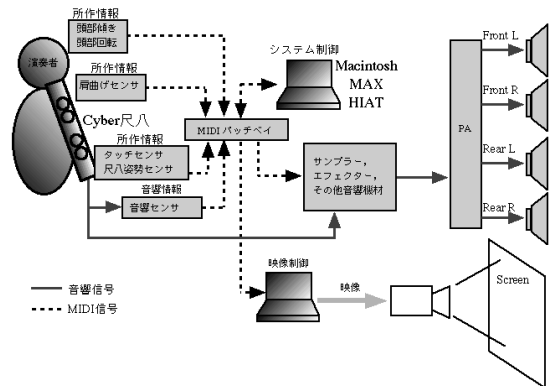 所作情報
頭部傾き
頭部回転
演奏者
所作情報
肩曲げセンサ
Cyber尺八
所作情報
タッチセンサ
尺八姿勢センサ
音響情報
音響センサ
システム制御
Macintosh
MAX
HIAT
MIDIパッチベイ
サンプラー，
エフェクター，
その他音響機材
PA
Front L
Front R
Rear L
Rear R
映像制御
映像
Screen
音響信号
MIDI信号